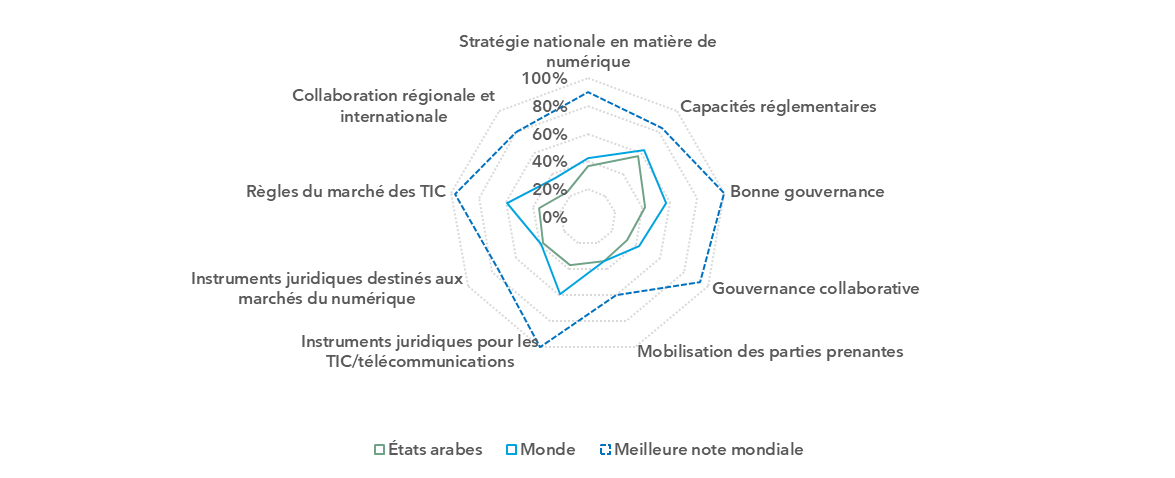 Stratégie nationale en matière de
numérique
100%
Collaboration régionale et
internationale
80%
Capacités réglementaires
60%
40%
Règles du marché des TIC
20%
Bonne gouvernance
0%
Instruments juridiques destinés aux
marchés du numérique
Gouvernance collaborative
Instruments juridiques pour les
TIC/télécommunications
Mobilisation des parties prenantes
États arabes
Monde
Meilleure note mondiale